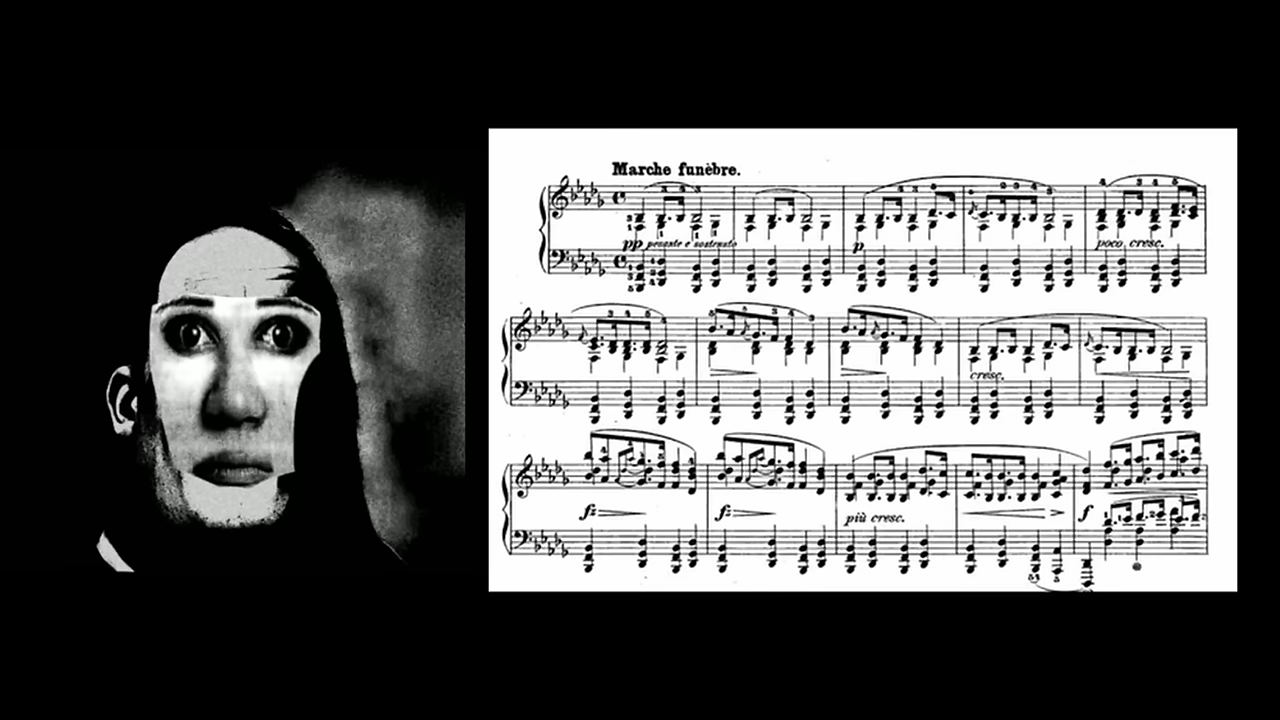 Marche funèbre.
pp pesante e sostenuto
p
poco cresc.
cresc.
fz
fz
più cresc.
f